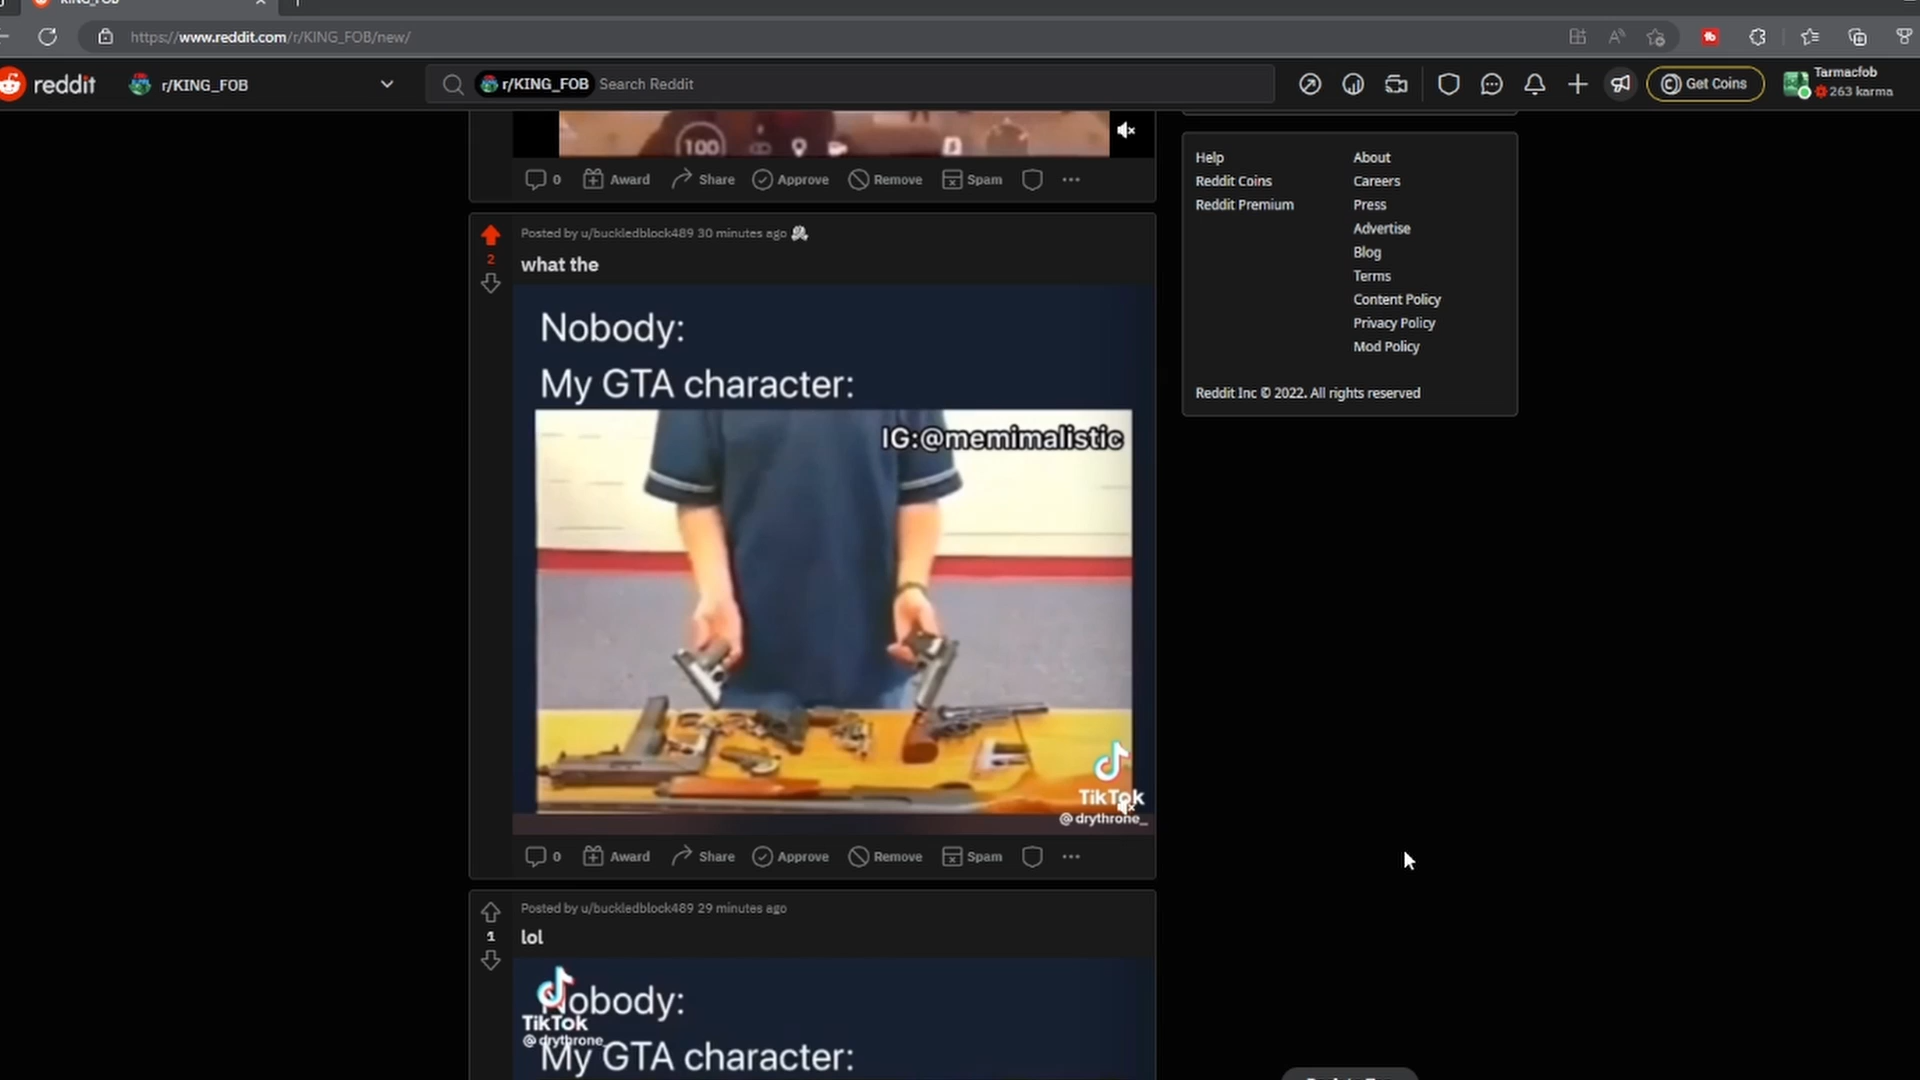 https://www.reddit.com/r/KING_FOB/new/
reddit
r/KING_FOB
r/KING_FOB Search Reddit
Get Coins
Tarmacfob
263 karma
100
0 Award Share Approve Remove Spam
Help
About
Reddit Coins
Careers
Reddit Premium
Press
Advertise
Blog
Terms
Content Policy
Privacy Policy
Mod Policy
Reddit Inc © 2022. All rights reserved
Posted by u/buckledblock489 30 minutes ago
2
what the
Nobody:
My GTA character:
IG:@memimalistic
TikTok
@drythrone_
0 Award Share Approve Remove Spam
Posted by u/buckledblock489 29 minutes ago
1
lol
Nobody:
TikTok
@drythrone_
My GTA character: